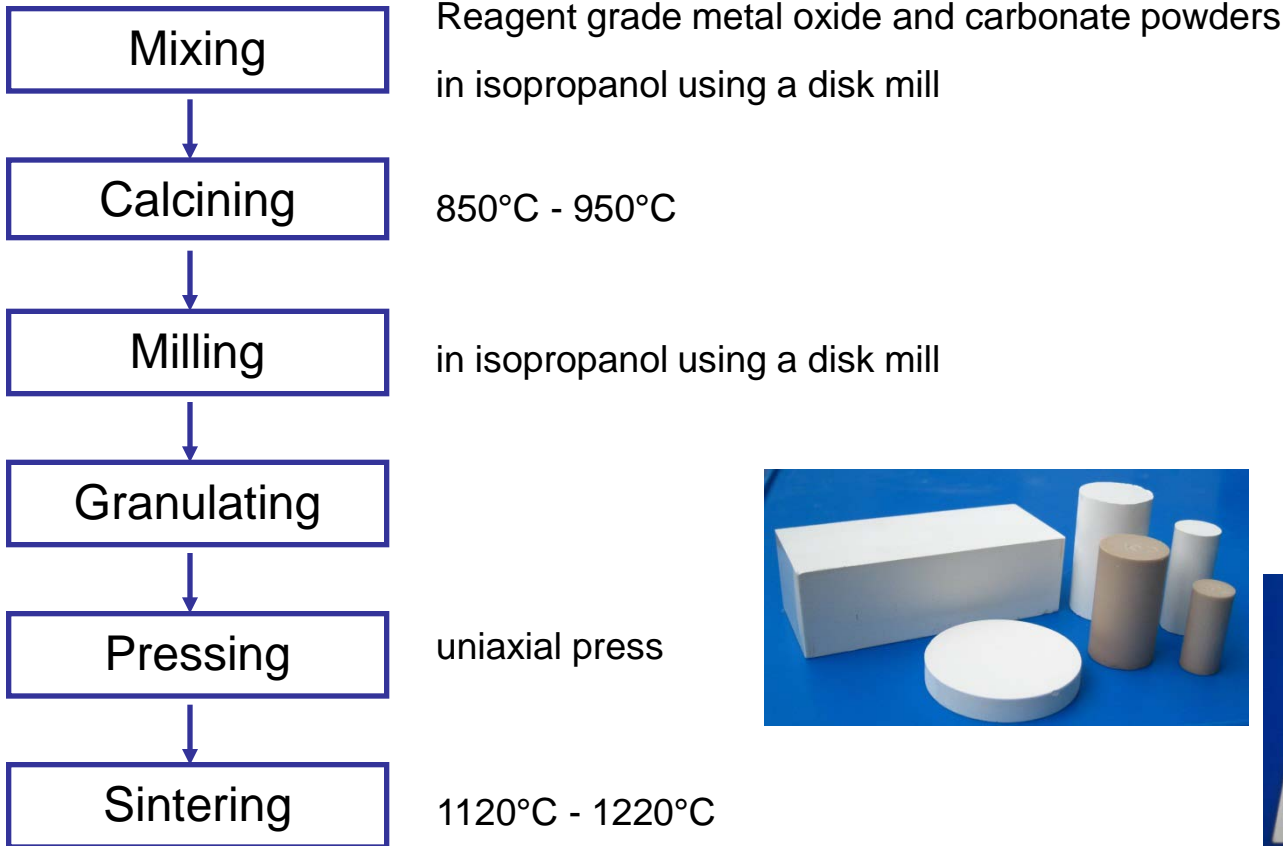 Mixing
Reagent grade metal oxide and carbonate powders
in isopropanol using a disk mill
Calcining
850°C - 950°C
Milling
in isopropanol using a disk mill
Granulating
Pressing
uniaxial press
Sintering
1120°C - 1220°C